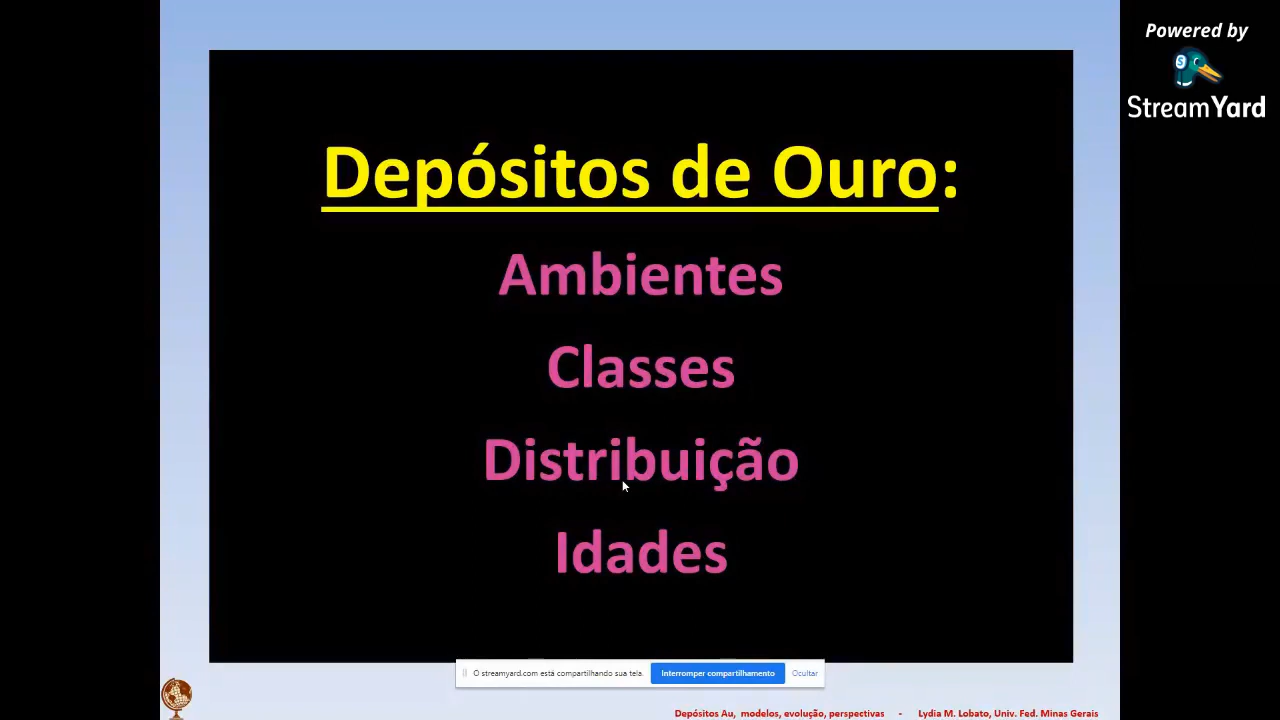 Powered by
StreamYard
Depósitos de Ouro:
Ambientes
Classes
Distribuição
Idades
O streamyard.com está compartilhando sua tela. Interromper compartilhamento Ocultar
Depósitos Au, modelos, evolução, perspectivas - Lydia M. Lobato, Univ. Fed. Minas Gerais